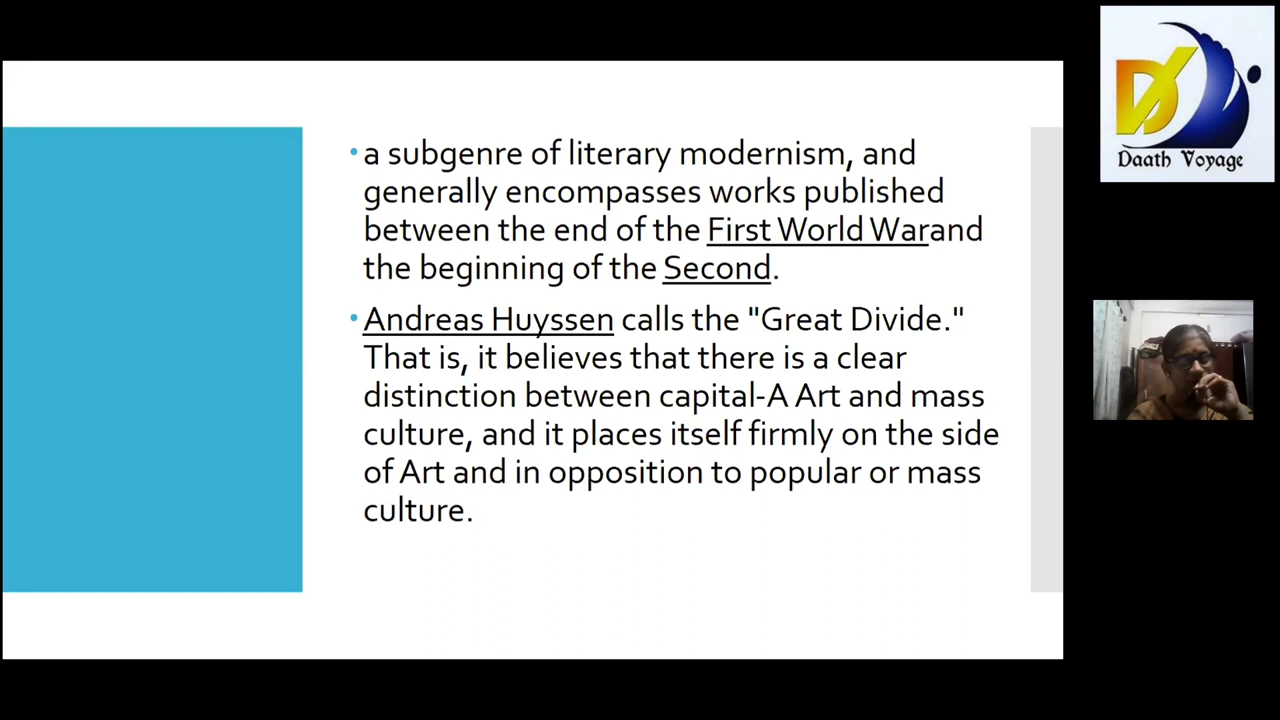 • a subgenre of literary modernism, and
generally encompasses works published
between the end of the First World Warand
the beginning of the Second.
• Andreas Huyssen calls the "Great Divide."
That is, it believes that there is a clear
distinction between capital-A Art and mass
culture, and it places itself firmly on the side
of Art and in opposition to popular or mass
culture.
DV
Daath Voyage